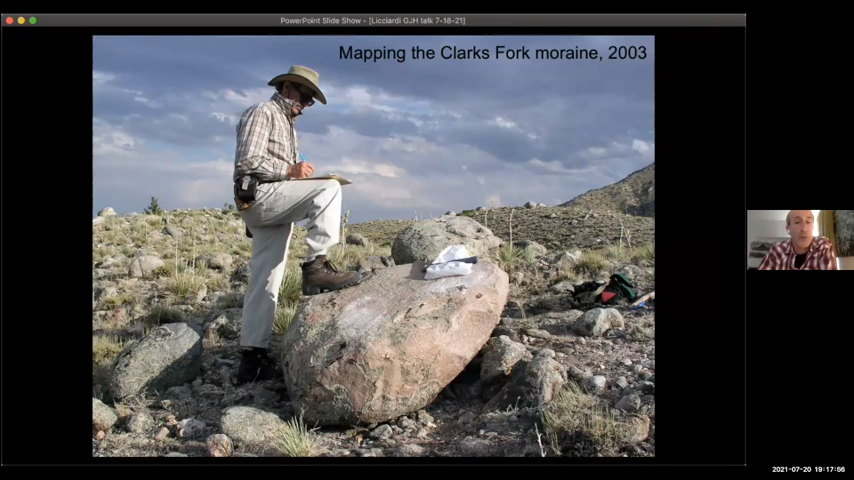 PowerPoint Slide Show - [Licciardi GJH talk 7-18-21]
Mapping the Clarks Fork moraine, 2003
2021-07-20 19:17:56